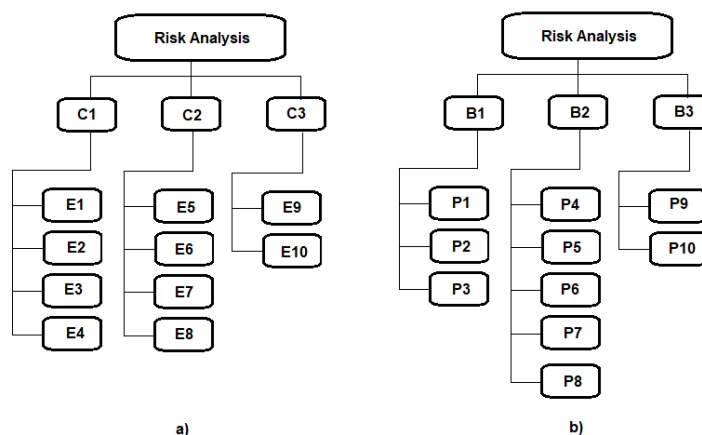 Risk Analysis
C1
C2
C3
E1
E2
E3
E4
E5
E6
E7
E8
E9
E10
a)
Risk Analysis
B1
B2
B3
P1
P2
P3
P4
P5
P6
P7
P8
P9
P10
b)